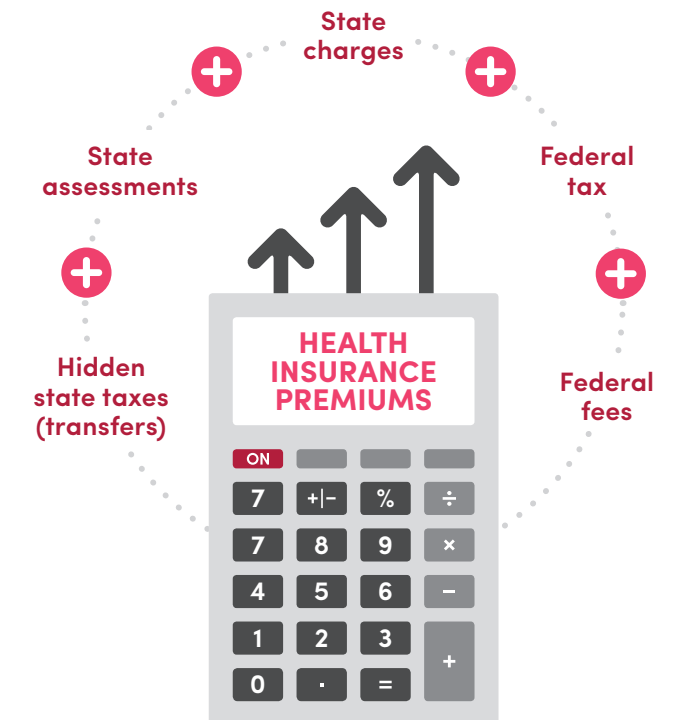 State
charges
State
assessments
Federal
tax
Hidden
state taxes
(transfers)
Federal
fees
HEALTH
INSURANCE
PREMIUMS
ON
7 +|− % ÷
7 8 9 ×
4 5 6 −
1 2 3 +
0 . =